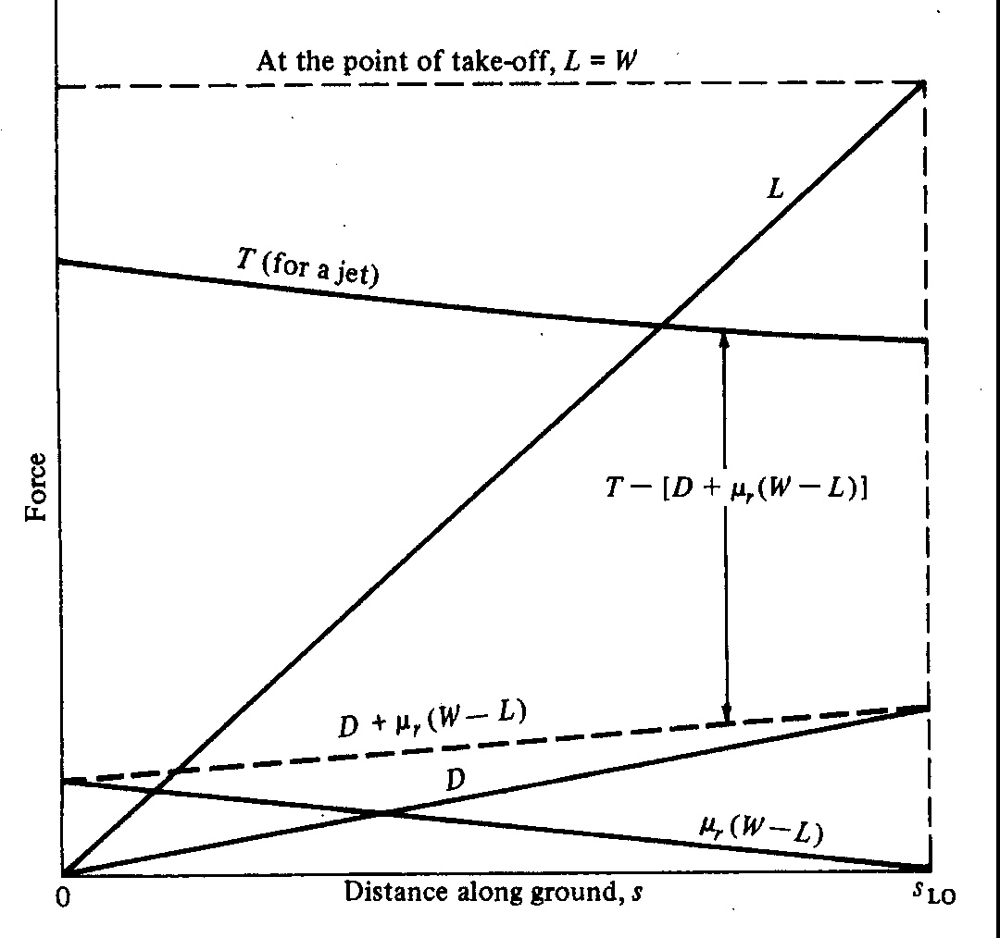 At the point of take-off, L = W
L
T (for a jet)
Force
T − [D + μr (W − L)]
D + μr (W − L)
D
μr (W − L)
0
Distance along ground, s
sLO